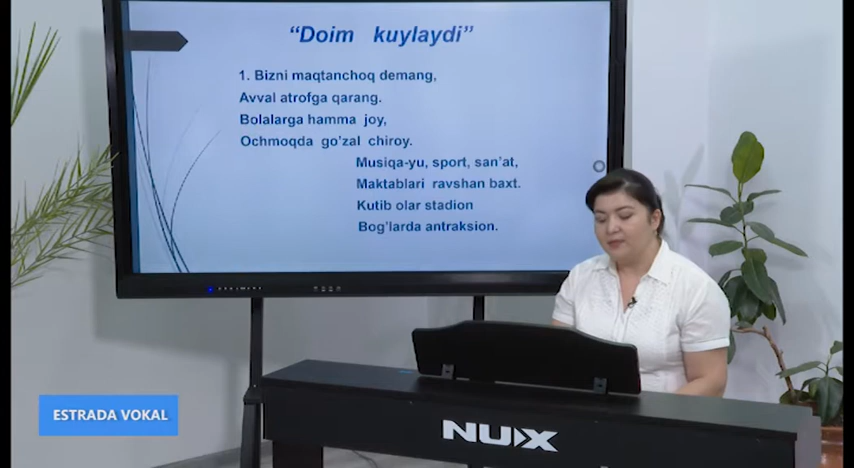 “Doim kuylaydi”
1. Bizni maqtanchoq demang,
Avval atrofga qarang.
Bolalarga hamma joy,
Ochmoqda go’zal chiroy.
Musiqa-yu, sport, san’at,
Maktablari ravshan baxt.
Kutib olar stadion
Bog’larda antraksion.
ESTRADA VOKAL
NUX